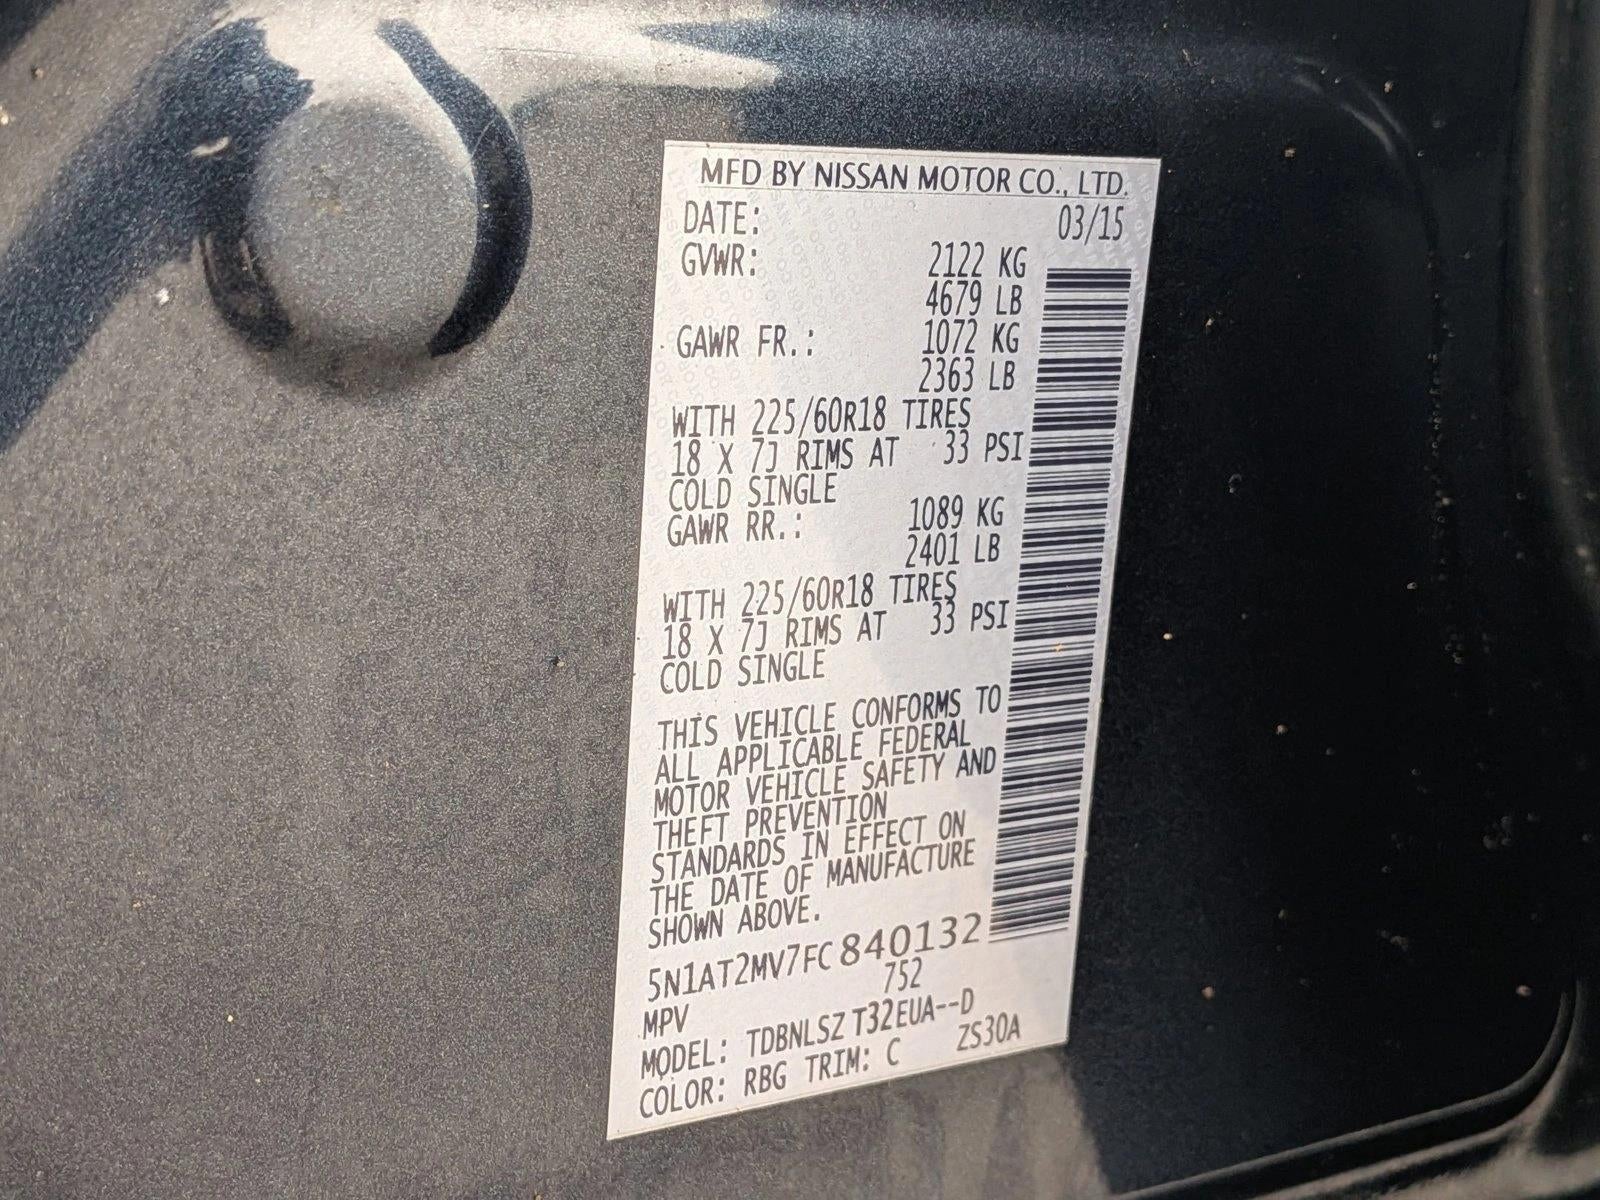 MFD BY NISSAN MOTOR CO., LTD.
DATE: 03/15
GVWR: 2122 KG
4679 LB
GAWR FR.: 1072 KG
2363 LB
WITH 225/60R18 TIRES
18 X 7J RIMS AT 33 PSI
COLD SINGLE
GAWR RR.: 1089 KG
2401 LB
WITH 225/60R18 TIRES
18 X 7J RIMS AT 33 PSI
COLD SINGLE
THIS VEHICLE CONFORMS TO
ALL APPLICABLE FEDERAL
MOTOR VEHICLE SAFETY AND
THEFT PREVENTION
STANDARDS IN EFFECT ON
THE DATE OF MANUFACTURE
SHOWN ABOVE.
5N1AT2MV7FC840132
MPV 752
MODEL: TDBNLSZ T32EUA--D
COLOR: RBG TRIM: C ZS30A